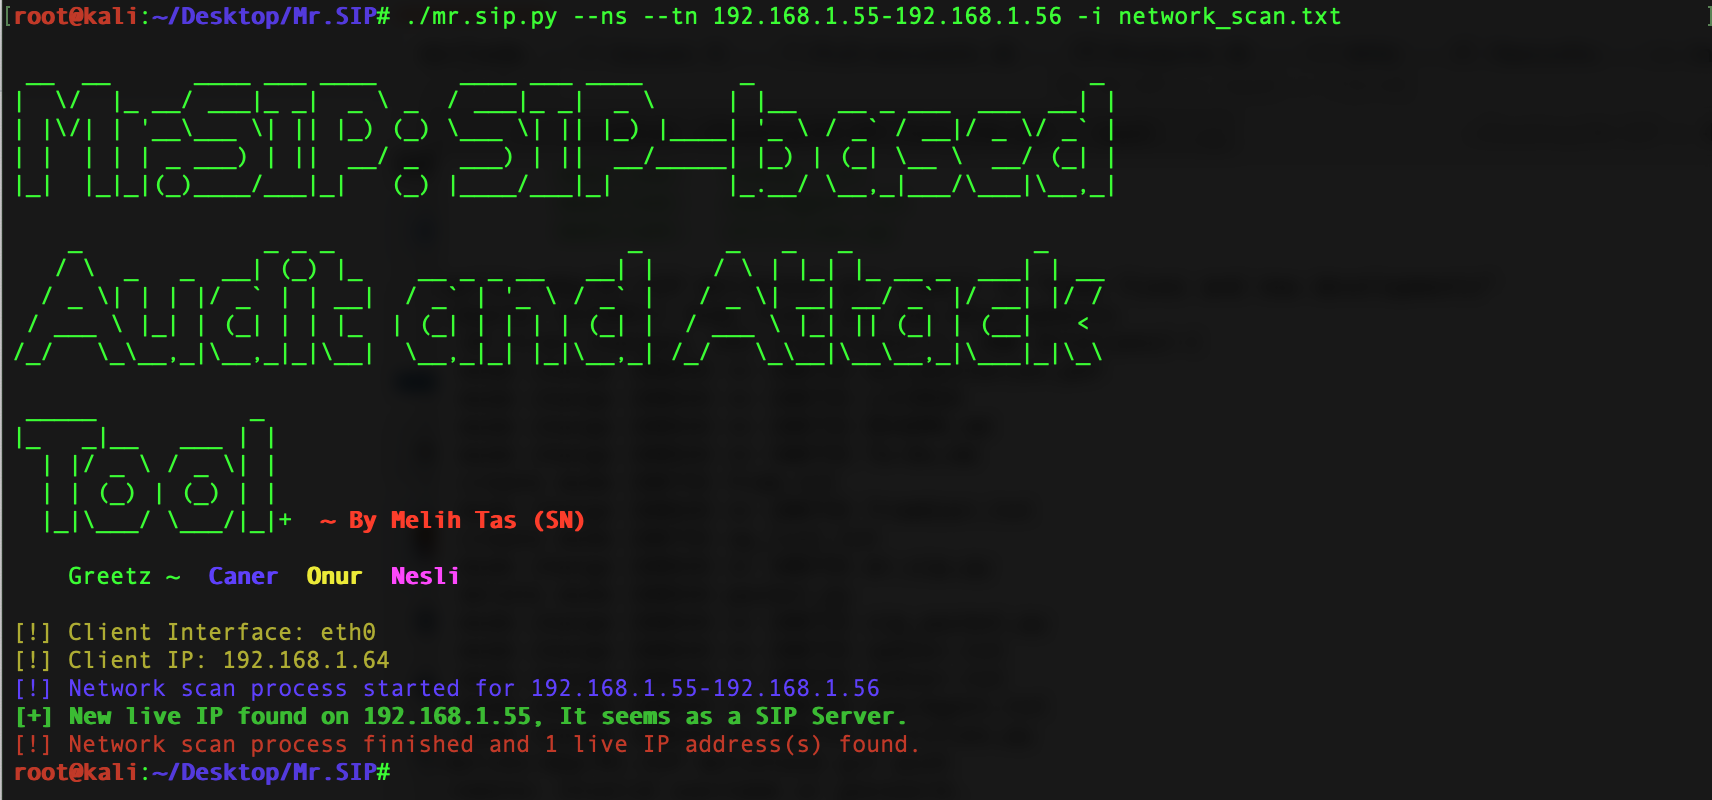 root@kali:~/Desktop/Mr.SIP# ./mr.sip.py --ns --tn 192.168.1.55-192.168.1.56 -i network_scan.txt
Mr.SIP: SIP-based
Audit and Attack
Tool+ ~ By Melih Tas (SN)
Greetz ~ Caner Onur Nesli
[!] Client Interface: eth0
[!] Client IP: 192.168.1.64
[!] Network scan process started for 192.168.1.55-192.168.1.56
[+] New live IP found on 192.168.1.55, It seems as a SIP Server.
[!] Network scan process finished and 1 live IP address(s) found.
root@kali:~/Desktop/Mr.SIP#